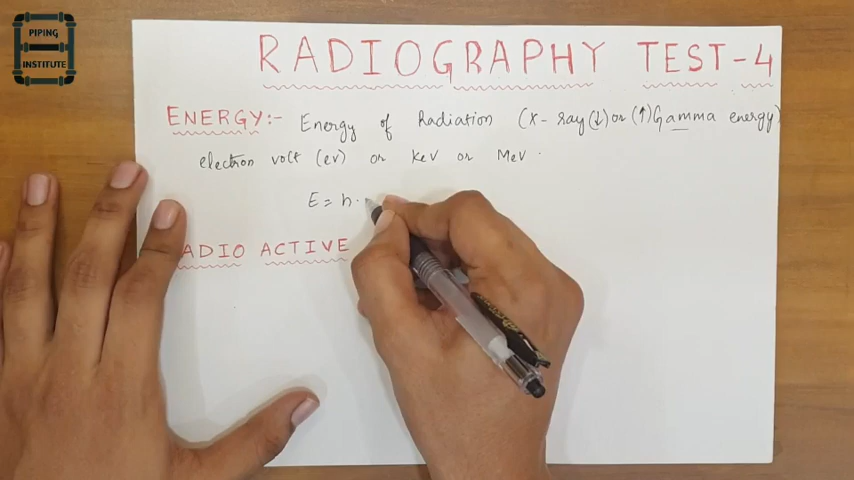 PIPING
INSTITUTE
RADIOGRAPHY TEST-4
ENERGY:- Energy of Radiation (X-ray(↓)or(↑)Gamma energy)
electron volt (ev) or KeV or MeV.
E = h.
ADIO ACTIVE